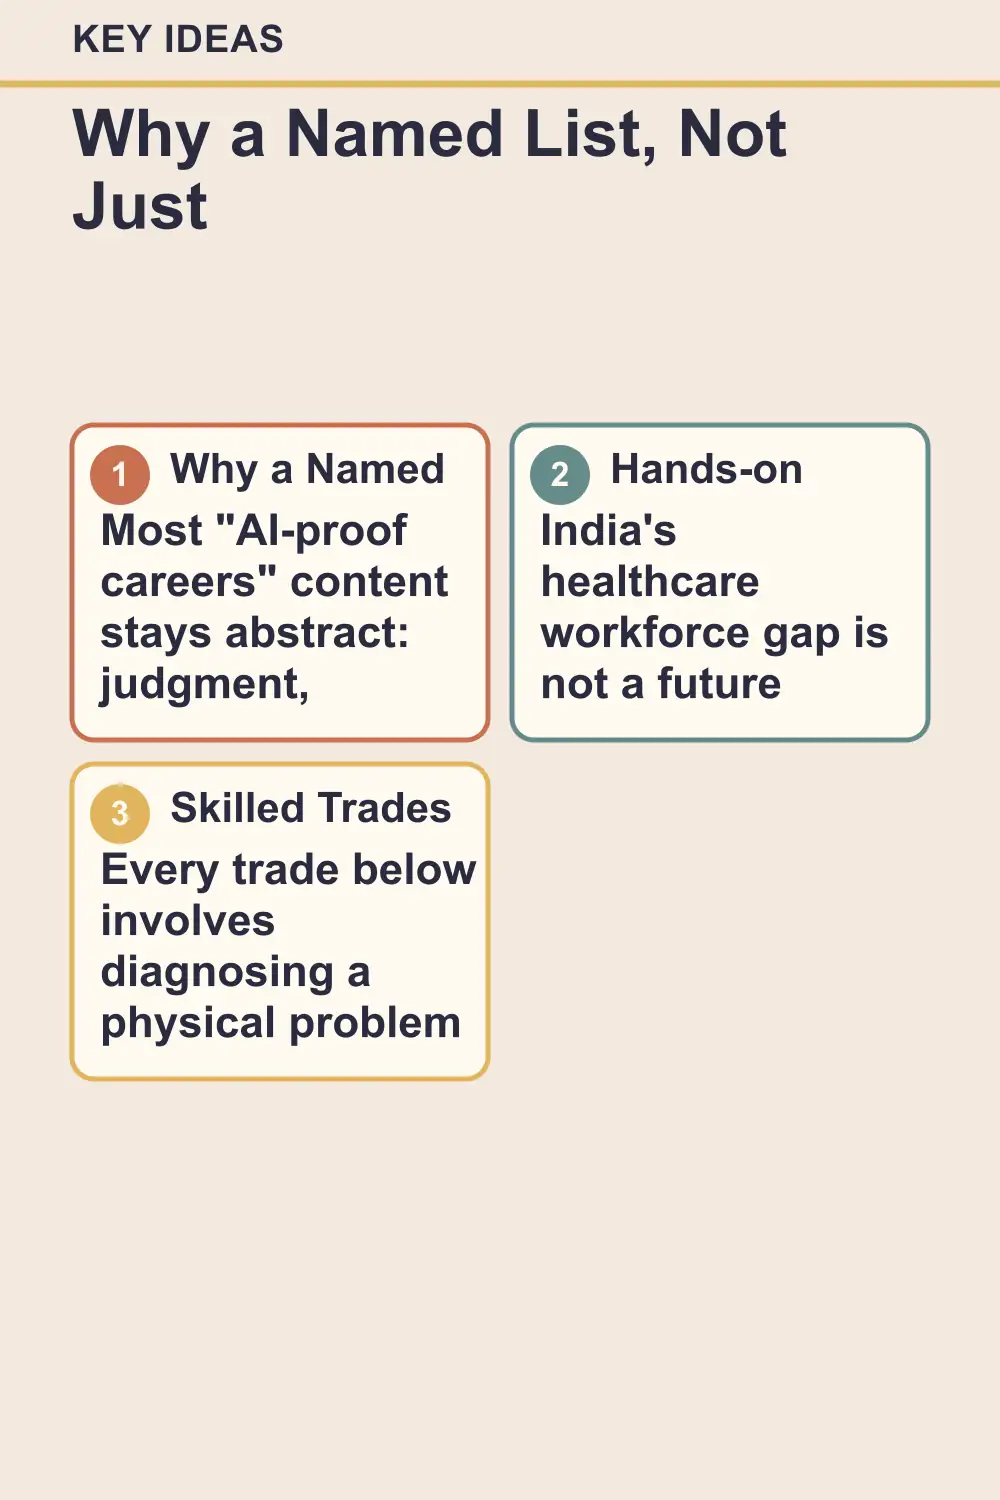 KEY IDEAS
Why a Named List, Not
Just
1 Why a Named
Most "AI-proof
careers" content
stays abstract:
judgment,
2 Hands-on
India's
healthcare
workforce gap is
not a future
3 Skilled Trades
Every trade below
involves
diagnosing a
physical problem